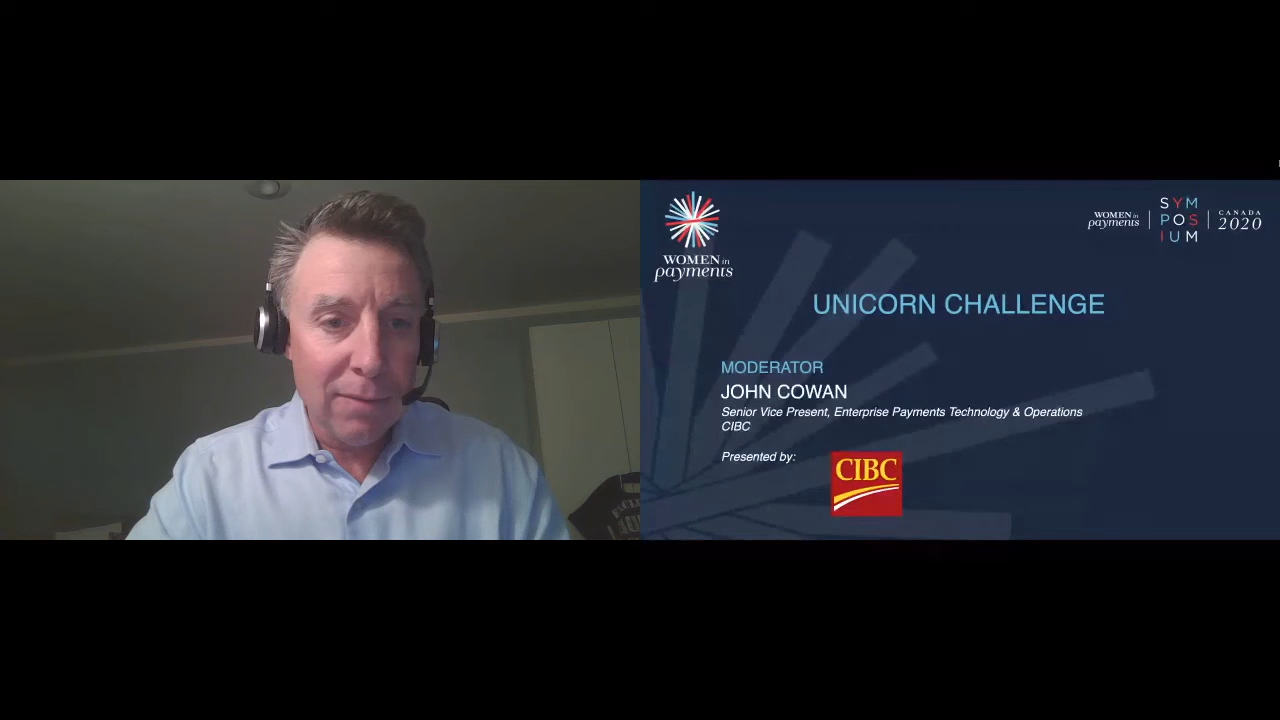 WOMEN in
payments
WOMEN in
payments
SYM
POS
IUM
CANADA
2020
UNICORN CHALLENGE
MODERATOR
JOHN COWAN
Senior Vice Present, Enterprise Payments Technology & Operations
CIBC
Presented by:
CIBC